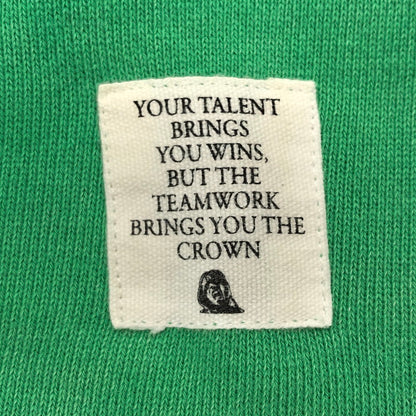 YOUR TALENT
BRINGS
YOU WINS,
BUT THE
TEAMWORK
BRINGS YOU THE
CROWN